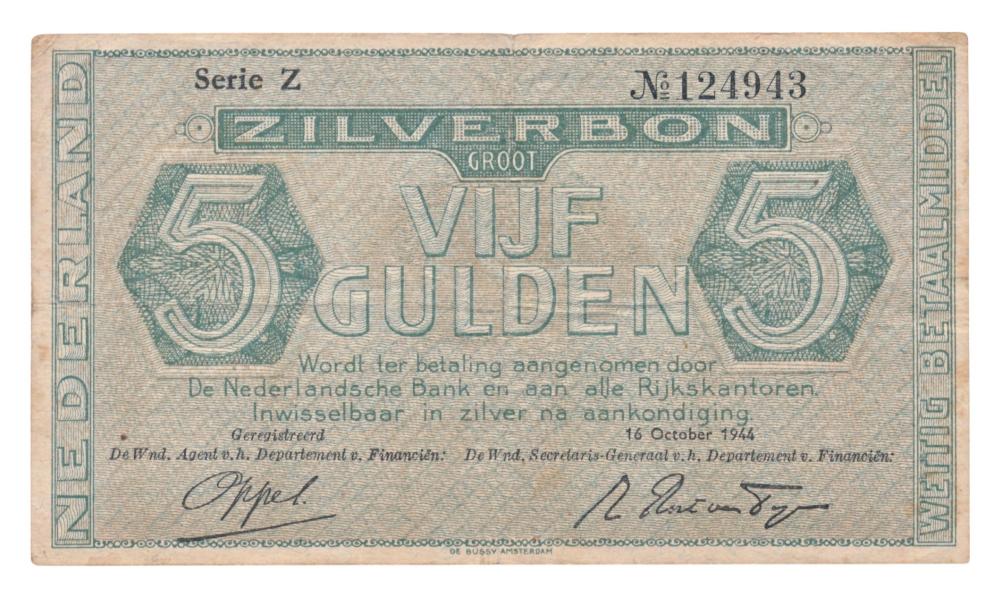 Serie Z
№ 124943
ZILVERBON
GROOT
5
VIJF
GULDEN
5
Wordt ter betaling aangenomen door
De Nederlandsche Bank en aan alle Rijkskantoren.
Inwisselbaar in zilver na aankondiging.
Geregistreerd
16 October 1944
De Wnd. Agent v. h. Departement v. Financiën:
De Wnd. Secretaris-Generaal v. h. Departement v. Financiën:
Oppel.
DE BUSSY AMSTERDAM
NEDERLAND
WETTIG BETAALMIDDEL